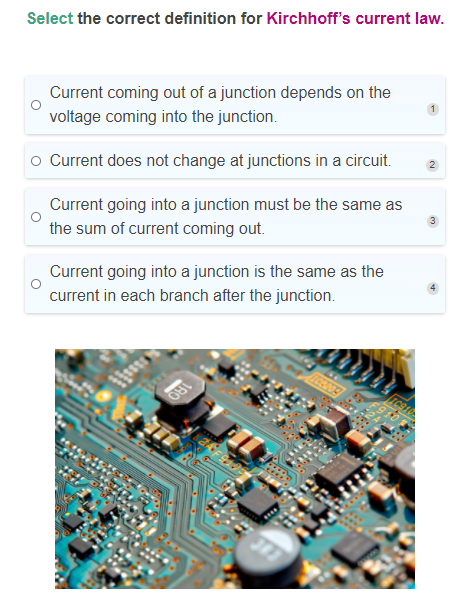 Select the correct definition for Kirchhoff's current law.
Current coming out of a junction depends on the
voltage coming into the junction.
1
Current does not change at junctions in a circuit.
2
Current going into a junction must be the same as
the sum of current coming out.
3
Current going into a junction is the same as the
current in each branch after the junction.
4
1R0